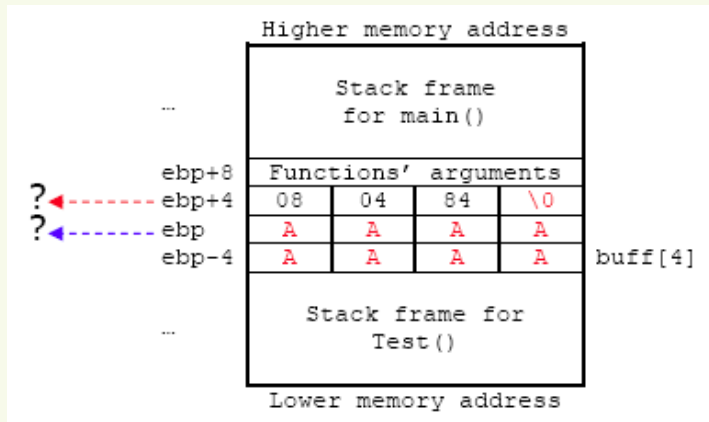 Higher memory address
Stack frame
for main()
…
ebp+8 Functions' arguments
? ebp+4 08 04 84 \0
? ebp A A A A
ebp-4 A A A A buff[4]
Stack frame for
Test()
…
Lower memory address